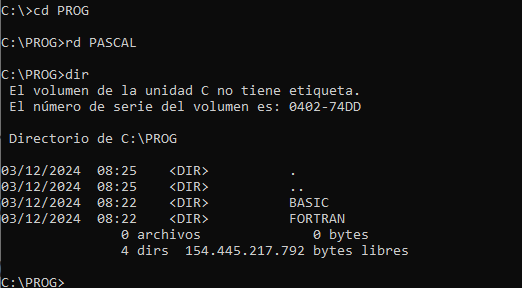 C:\>cd PROG
C:\PROG>rd PASCAL
C:\PROG>dir
El volumen de la unidad C no tiene etiqueta.
El número de serie del volumen es: 0402-74DD
Directorio de C:\PROG
03/12/2024  08:25    <DIR>          .
03/12/2024  08:25    <DIR>          ..
03/12/2024  08:22    <DIR>          BASIC
03/12/2024  08:22    <DIR>          FORTRAN
0 archivos              0 bytes
4 dirs  154.445.217.792 bytes libres
C:\PROG>